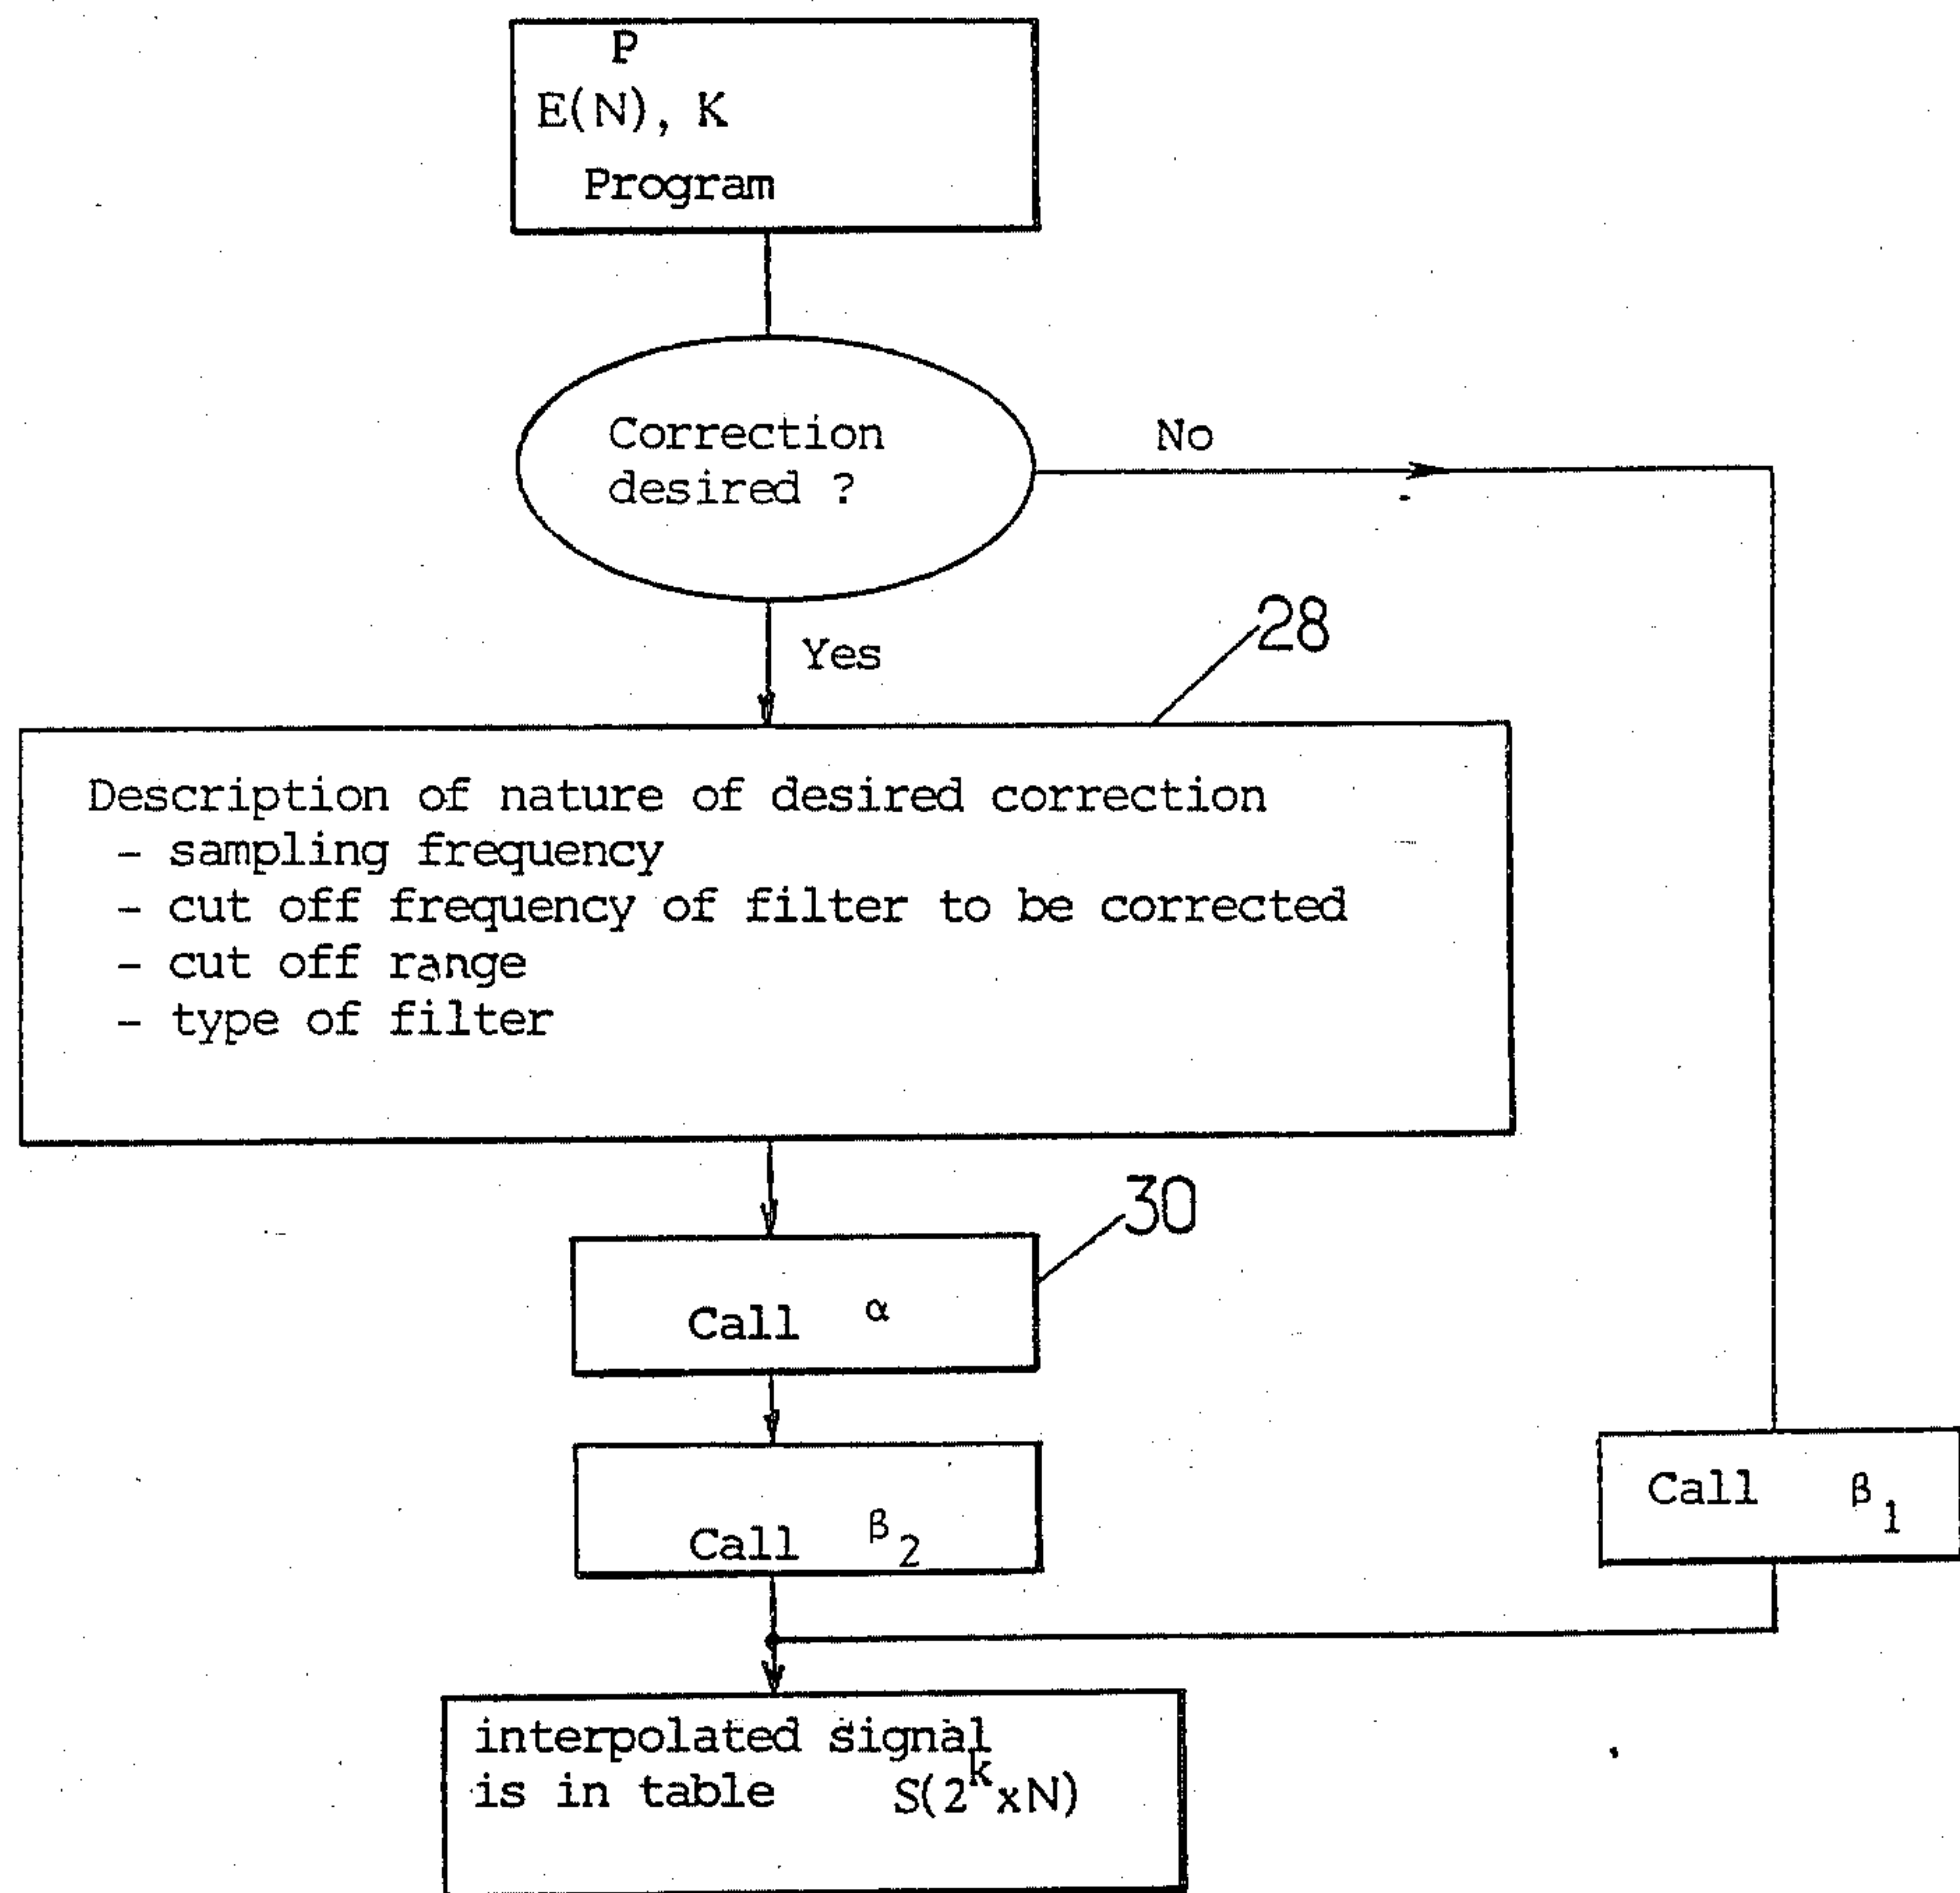 P
E(N), K
Program
Correction
desired ?
No
Yes
28
Description of nature of desired correction
- sampling frequency
- cut off frequency of filter to be corrected
- cut off range
- type of filter
30
Call α
Call β₂
Call β₁
interpolated signal
is in table S(2ᵏxN)